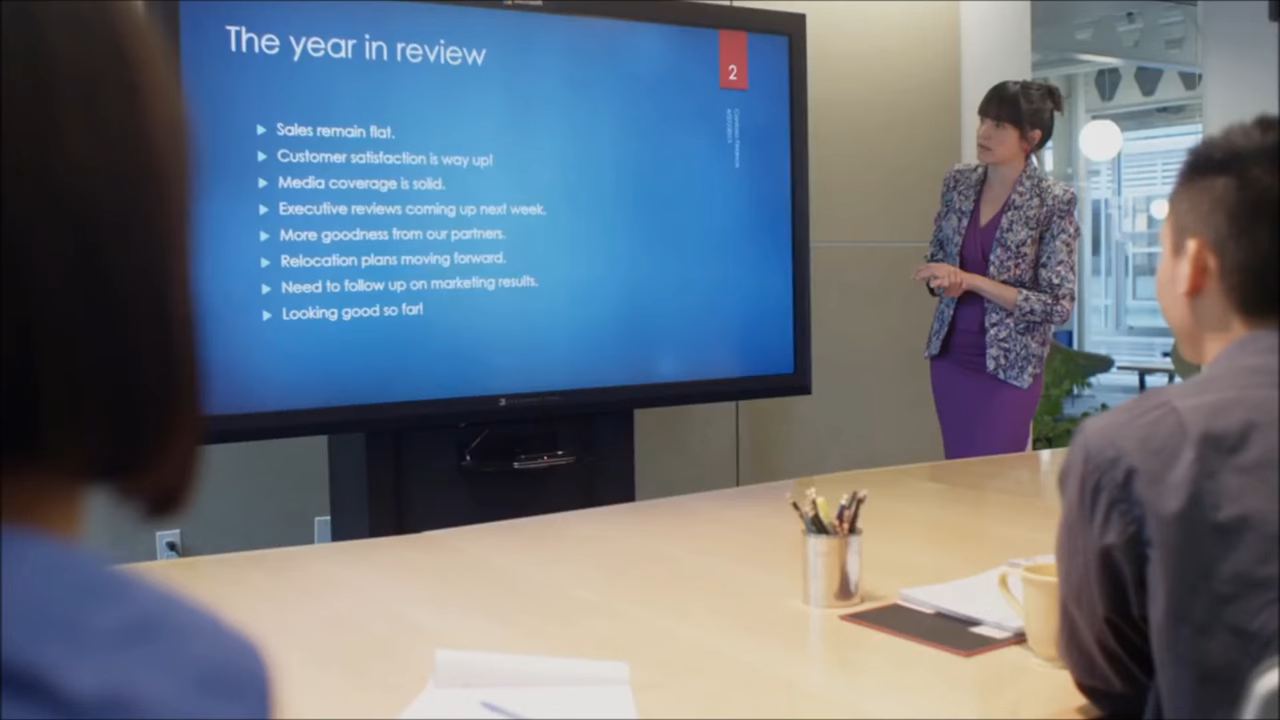 The year in review
2
Sales remain flat.
Customer satisfaction is way up!
Media coverage is solid.
Executive reviews coming up next week.
More goodness from our partners.
Relocation plans moving forward.
Need to follow up on marketing results.
Looking good so far!